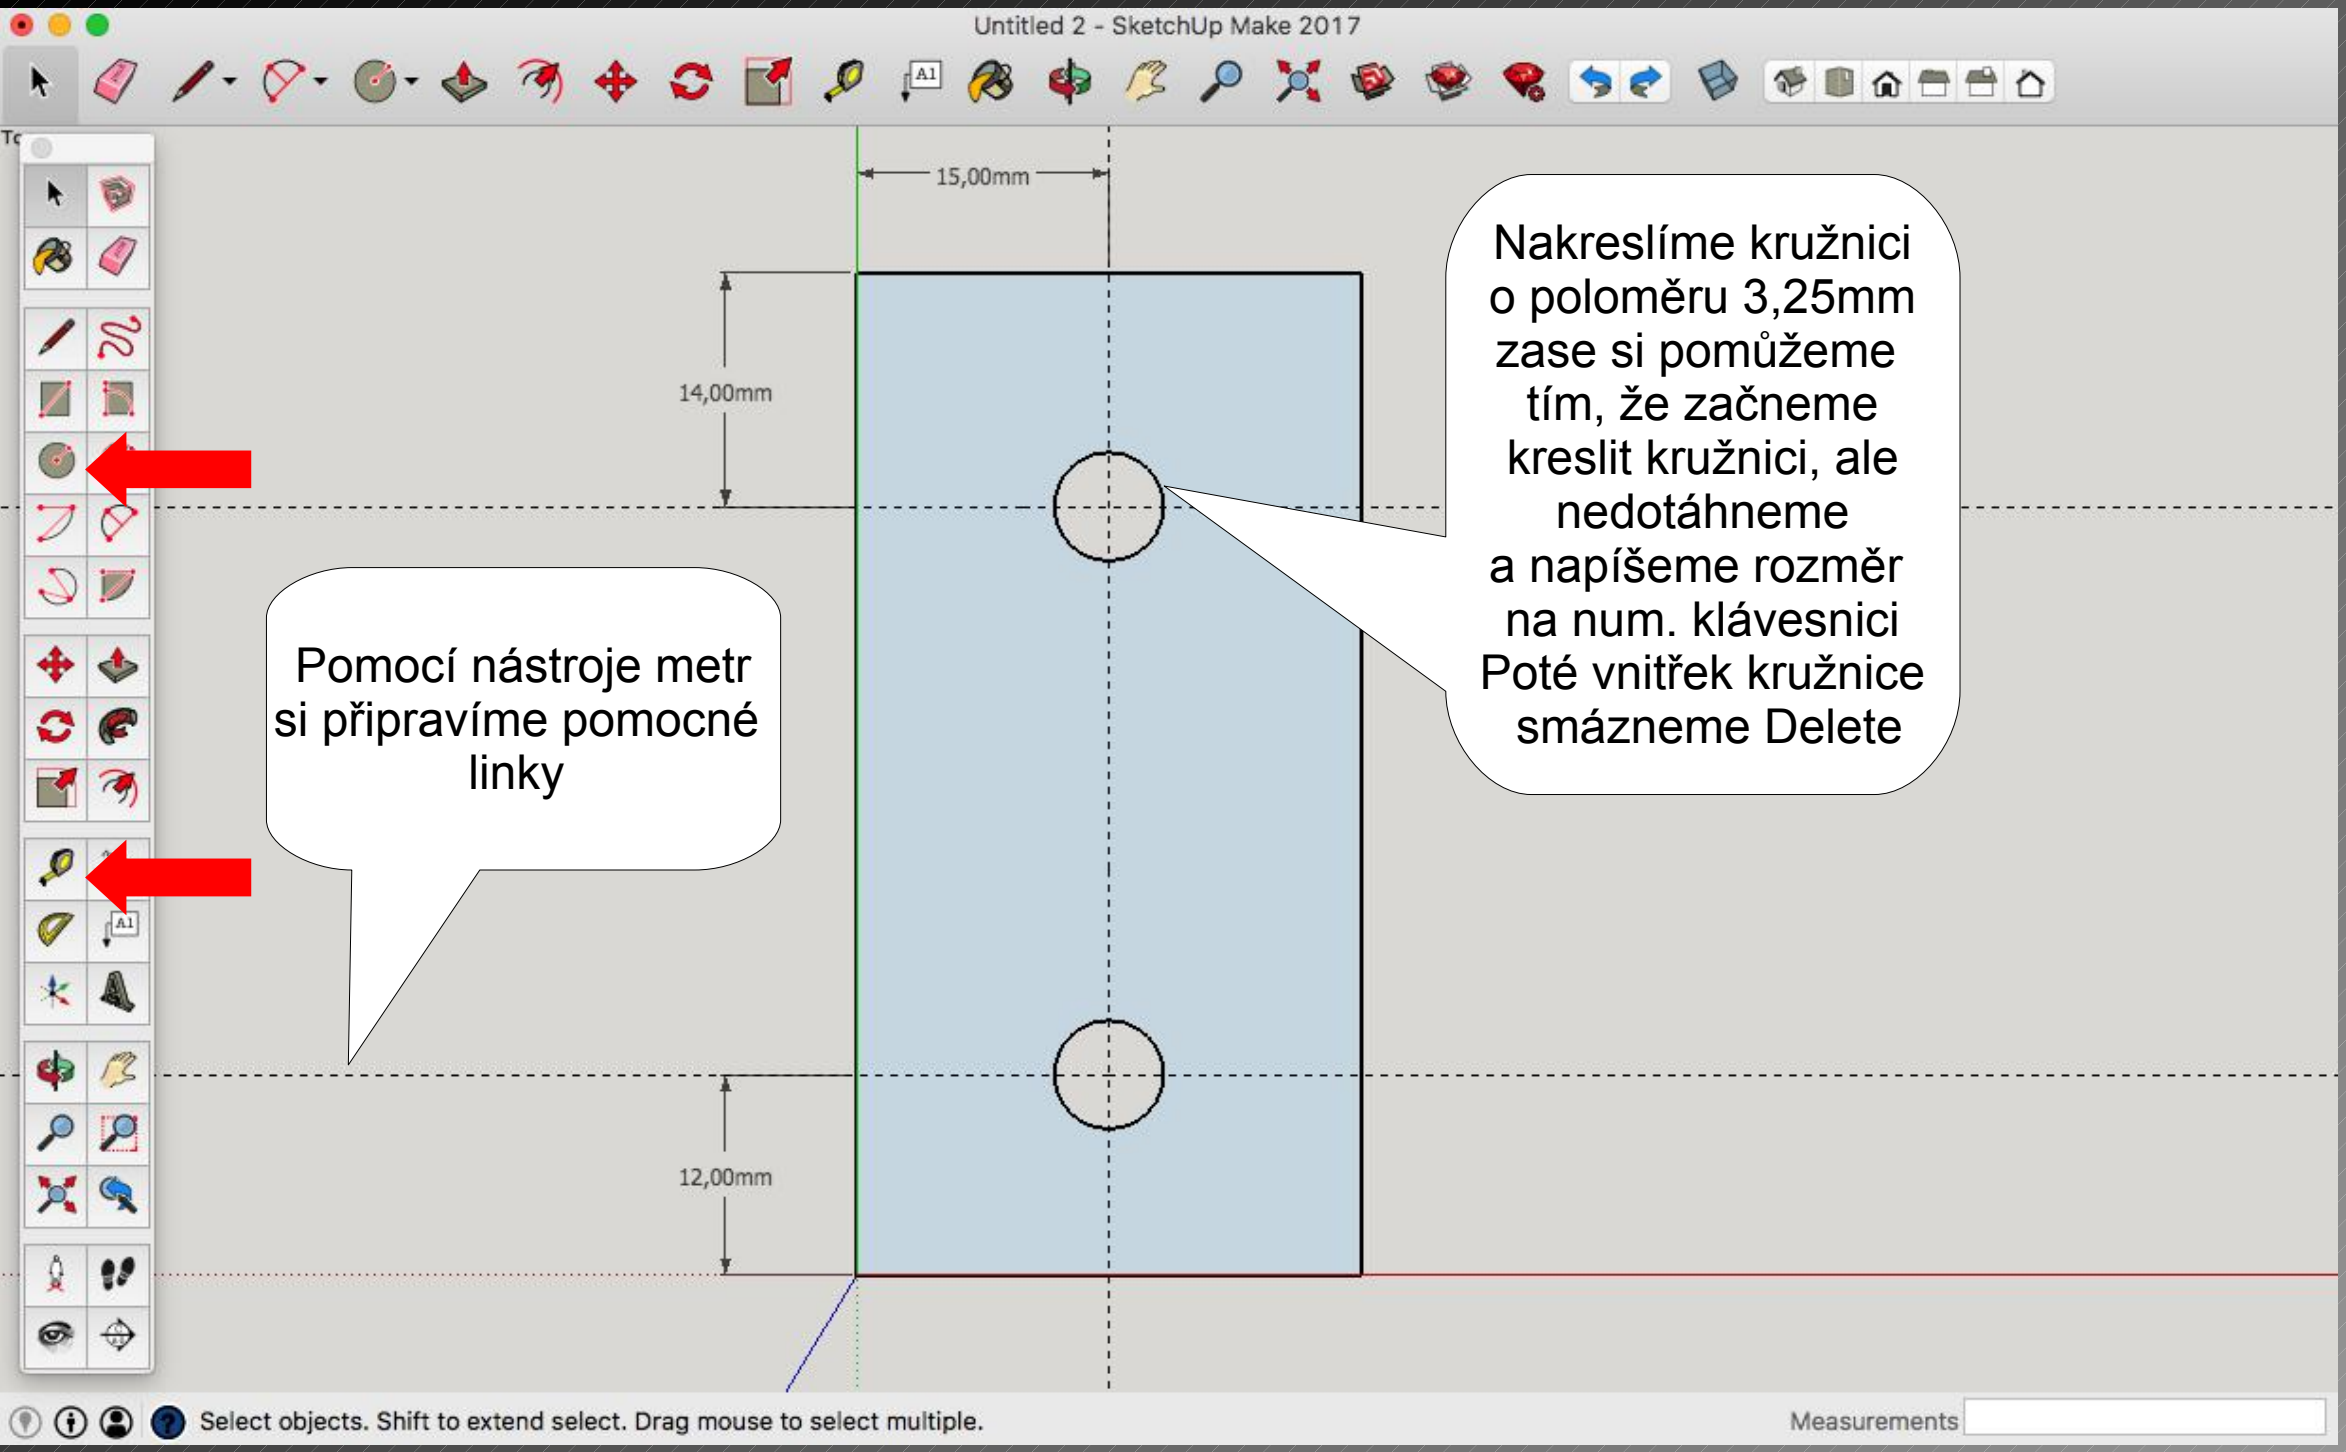 Untitled 2 - SketchUp Make 2017
A1
15,00mm
14,00mm
Nakreslíme kružnici
o poloměru 3,25mm
zase si pomůžeme
tím, že začneme
kreslit kružnici, ale
nedotáhneme
a napíšeme rozměr
na num. klávesnici
Poté vnitřek kružnice
smázneme Delete
Pomocí nástroje metr
si připravíme pomocné
linky
A1
12,00mm
Select objects. Shift to extend select. Drag mouse to select multiple.
Measurements